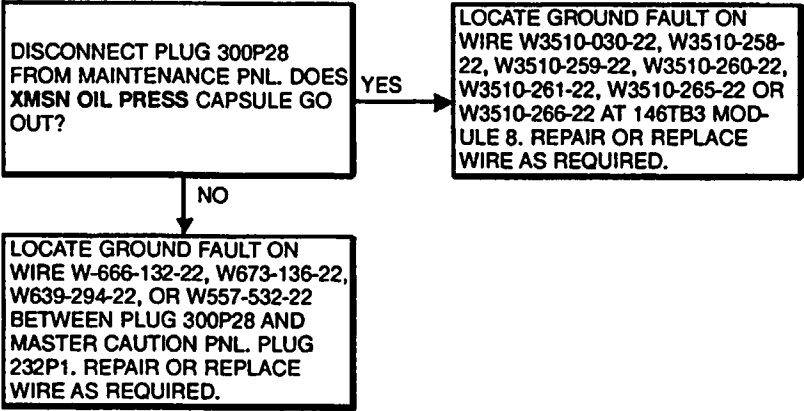 DISCONNECT PLUG 300P28
FROM MAINTENANCE PNL. DOES
XMSN OIL PRESS CAPSULE GO
OUT?
YES
LOCATE GROUND FAULT ON
WIRE W3510-030-22, W3510-258-
22, W3510-259-22, W3510-260-22,
W3510-261-22, W3510-265-22 OR
W3510-266-22 AT 146TB3 MOD-
ULE 8. REPAIR OR REPLACE
WIRE AS REQUIRED.
NO
LOCATE GROUND FAULT ON
WIRE W-666-132-22, W673-136-22,
W639-294-22, OR W557-532-22
BETWEEN PLUG 300P28 AND
MASTER CAUTION PNL. PLUG
232P1. REPAIR OR REPLACE
WIRE AS REQUIRED.